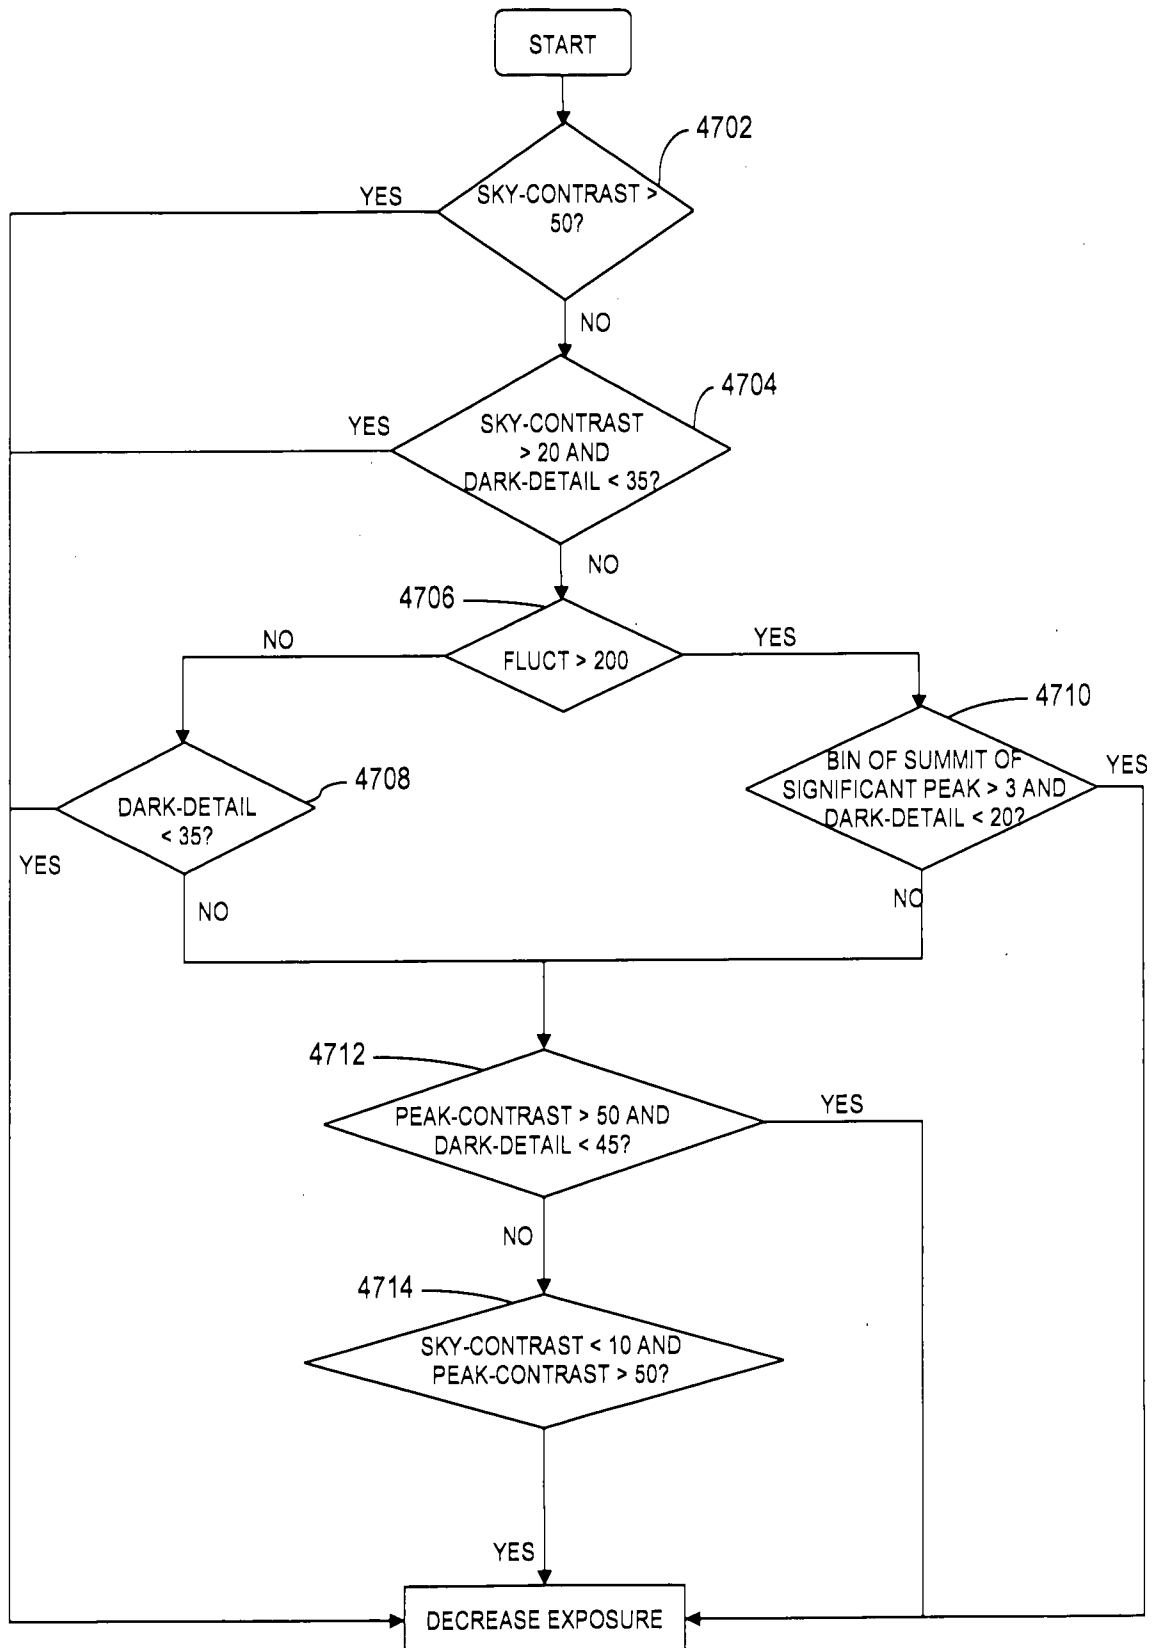 START
4702
YES
SKY-CONTRAST >
50?
NO
4704
YES
SKY-CONTRAST
> 20 AND
DARK-DETAIL < 35?
NO
4706
NO
YES
FLUCT > 200
4710
BIN OF SUMMIT OF
SIGNIFICANT PEAK > 3 AND
DARK-DETAIL < 20?
YES
4708
DARK-DETAIL
< 35?
YES
NO
NO
4712
PEAK-CONTRAST > 50 AND
DARK-DETAIL < 45?
YES
NO
4714
SKY-CONTRAST < 10 AND
PEAK-CONTRAST > 50?
YES
DECREASE EXPOSURE